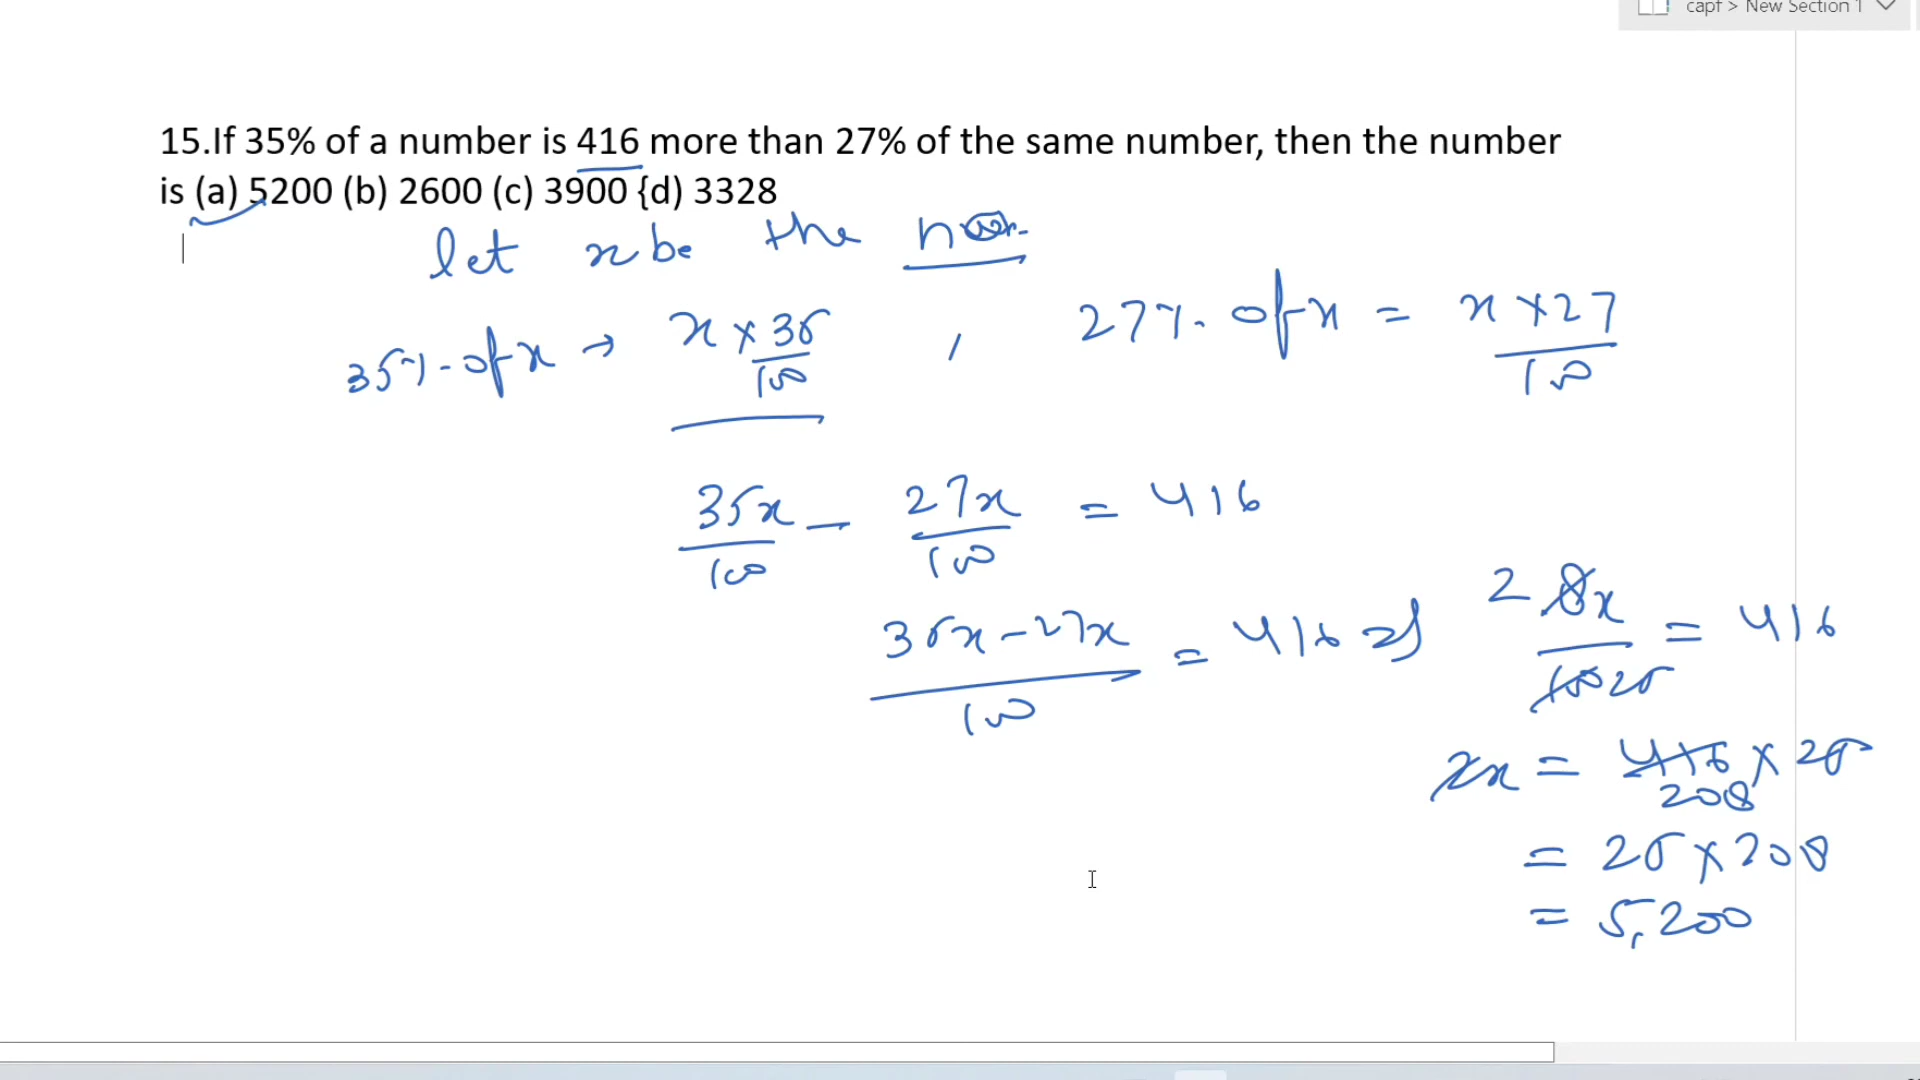 capf > New Section 1
15.If 35% of a number is 416 more than 27% of the same number, then the number
is (a) 5200 (b) 2600 (c) 3900 {d) 3328
let x be the
35% of x → x × 35/100 , 27% of x = x × 27/100
35x/100 - 27x/100 = 416
35x - 27x/100 = 416 ⇒ 2 8x/100 25 = 416
2x = 416 × 25
208
= 25 × 208
= 5,200